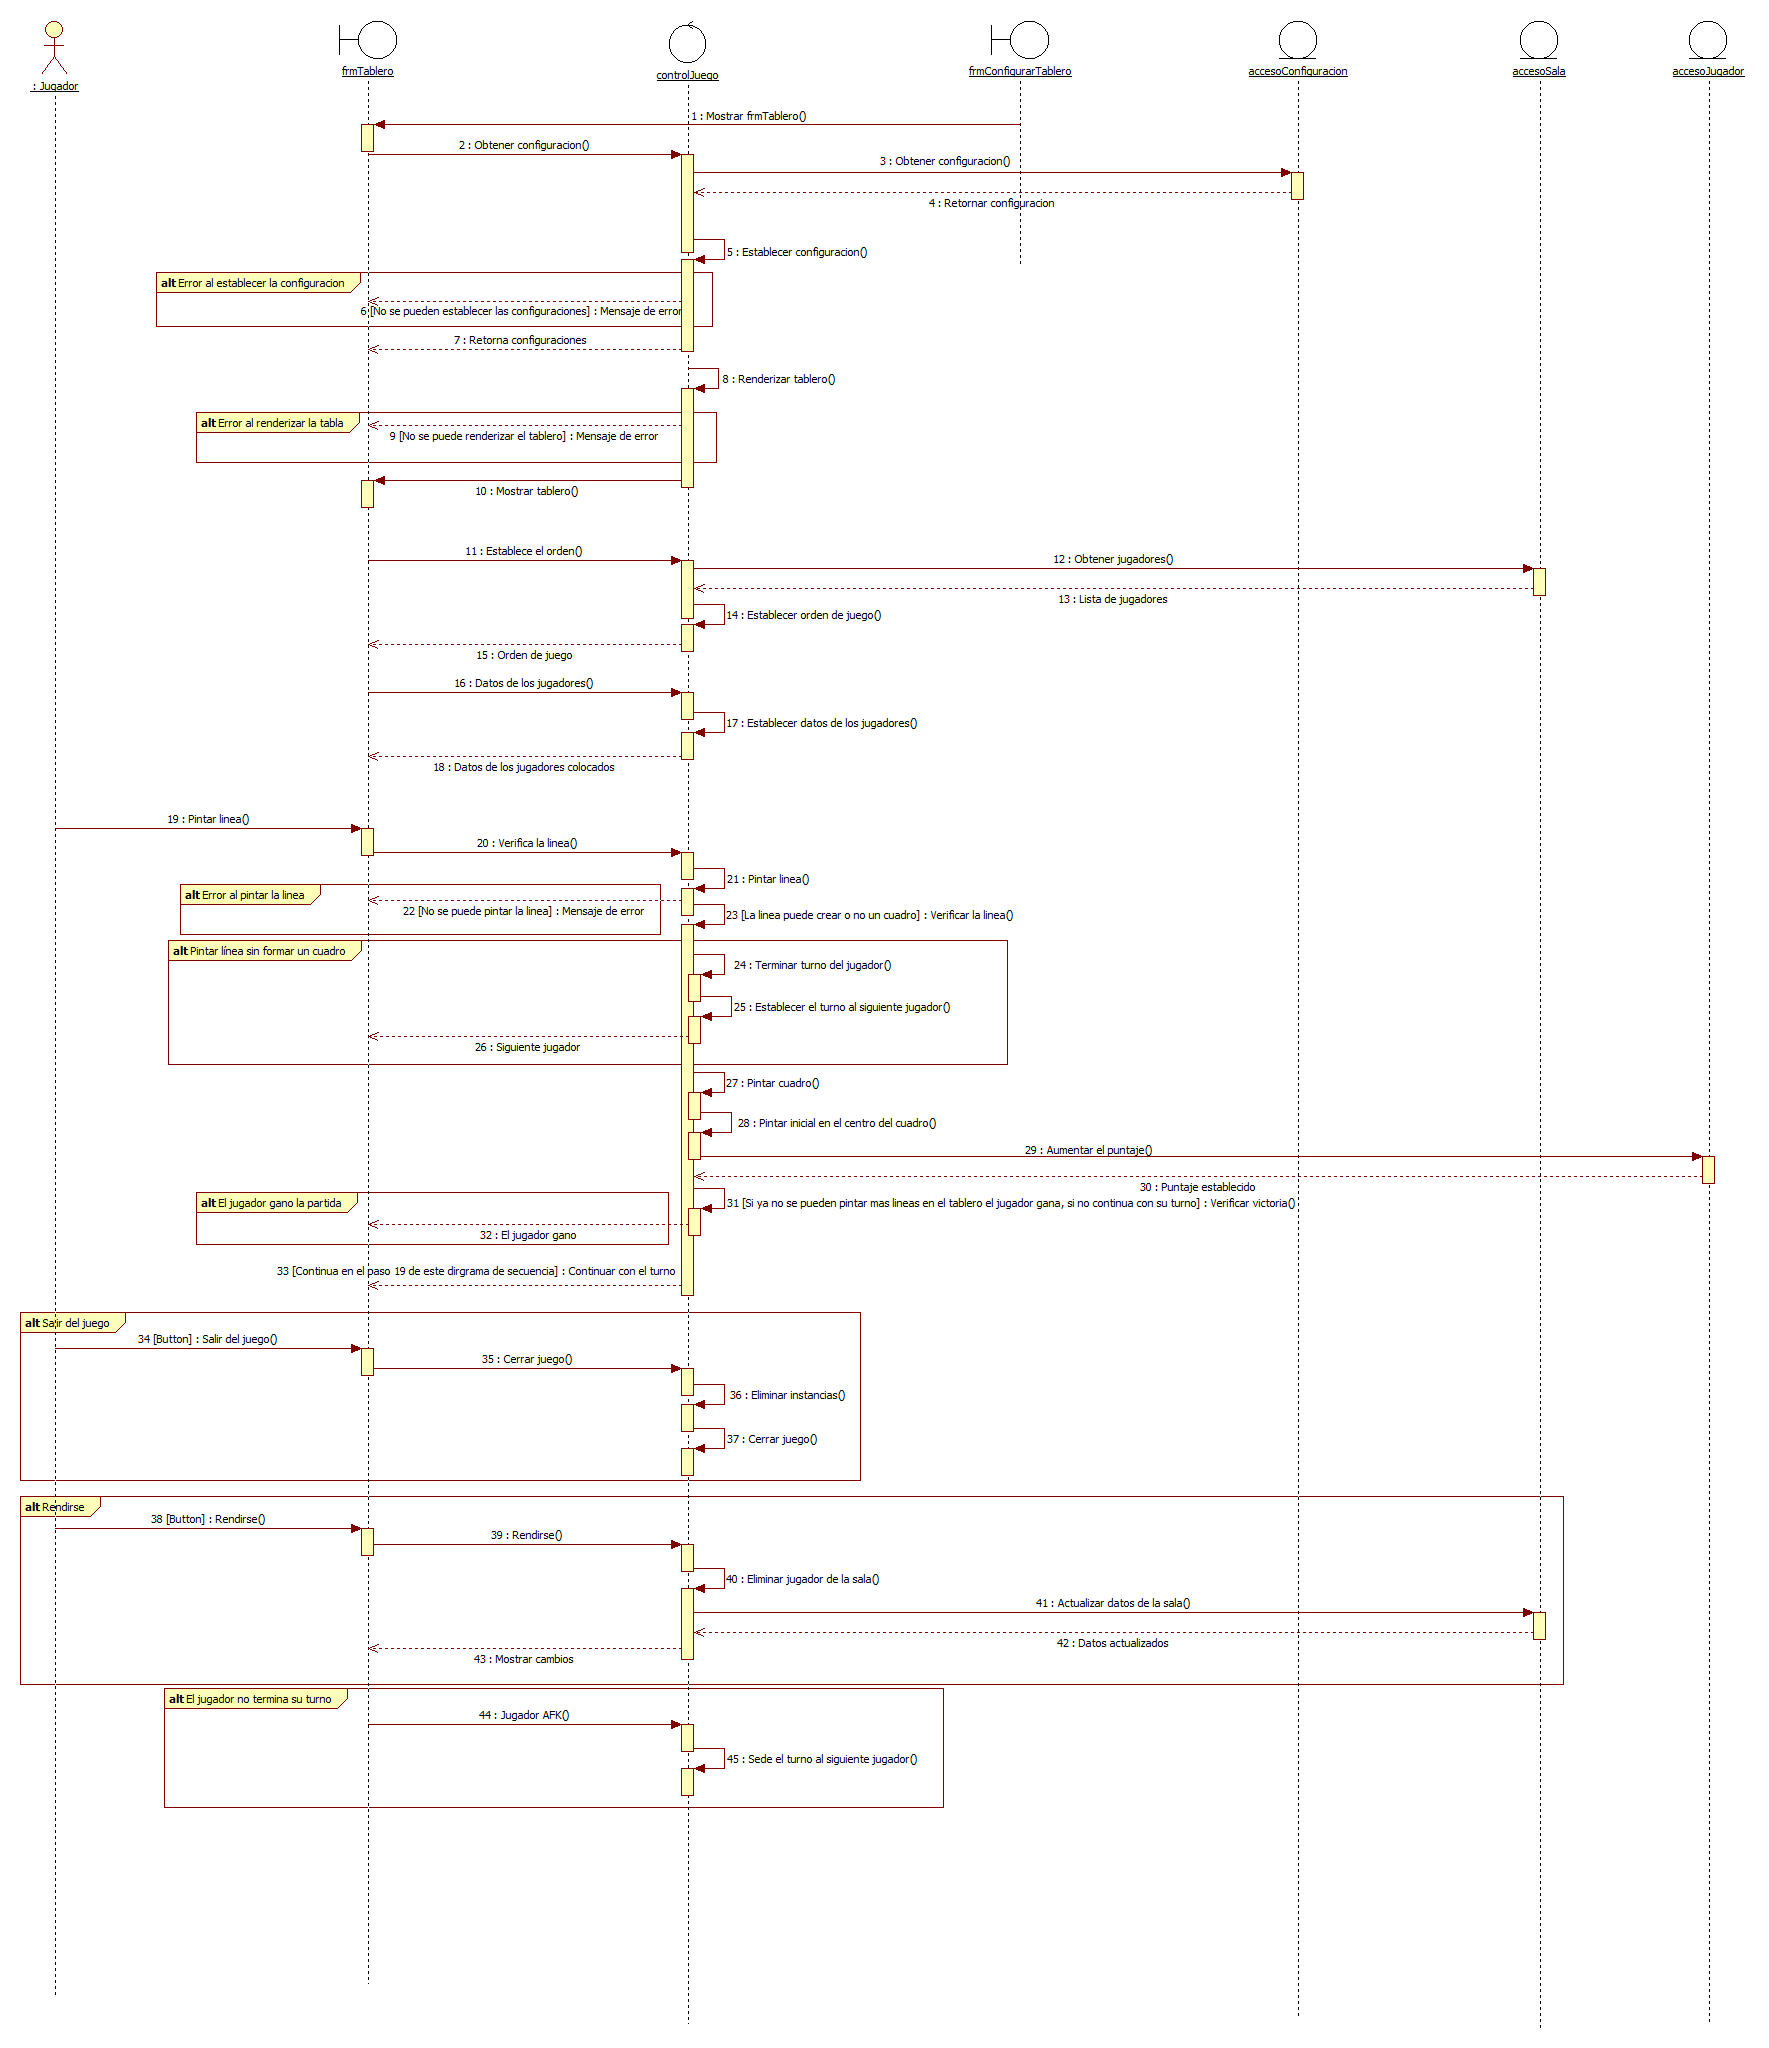 : Jugador
frmTablero
controlJuego
frmConfigurarTablero
accesoConfiguracion
accesoSala
accesoJugador
1 : Mostrar frmTablero()
2 : Obtener configuracion()
3 : Obtener configuracion()
4 : Retornar configuracion
5 : Establecer configuracion()
alt Error al establecer la configuracion
6 [No se pueden establecer las configuraciones] : Mensaje de error
7 : Retorna configuraciones
8 : Renderizar tablero()
alt Error al renderizar la tabla
9 [No se puede renderizar el tablero] : Mensaje de error
10 : Mostrar tablero()
11 : Establece el orden()
12 : Obtener jugadores()
13 : Lista de jugadores
14 : Establecer orden de juego()
15 : Orden de juego
16 : Datos de los jugadores()
17 : Establecer datos de los jugadores()
18 : Datos de los jugadores colocados
19 : Pintar linea()
20 : Verifica la linea()
21 : Pintar linea()
alt Error al pintar la linea
22 [No se puede pintar la linea] : Mensaje de error
23 [La linea puede crear o no un cuadro] : Verificar la linea()
alt Pintar línea sin formar un cuadro
24 : Terminar turno del jugador()
25 : Establecer el turno al siguiente jugador()
26 : Siguiente jugador
27 : Pintar cuadro()
28 : Pintar inicial en el centro del cuadro()
29 : Aumentar el puntaje()
30 : Puntaje establecido
alt El jugador gano la partida
31 [Si ya no se pueden pintar mas lineas en el tablero el jugador gana, si no continua con su turno] : Verificar victoria()
32 : El jugador gano
33 [Continua en el paso 19 de este dirgrama de secuencia] : Continuar con el turno
alt Salir del juego
34 [Button] : Salir del juego()
35 : Cerrar juego()
36 : Eliminar instancias()
37 : Cerrar juego()
alt Rendirse
38 [Button] : Rendirse()
39 : Rendirse()
40 : Eliminar jugador de la sala()
41 : Actualizar datos de la sala()
42 : Datos actualizados
43 : Mostrar cambios
alt El jugador no termina su turno
44 : Jugador AFK()
45 : Sede el turno al siguiente jugador()